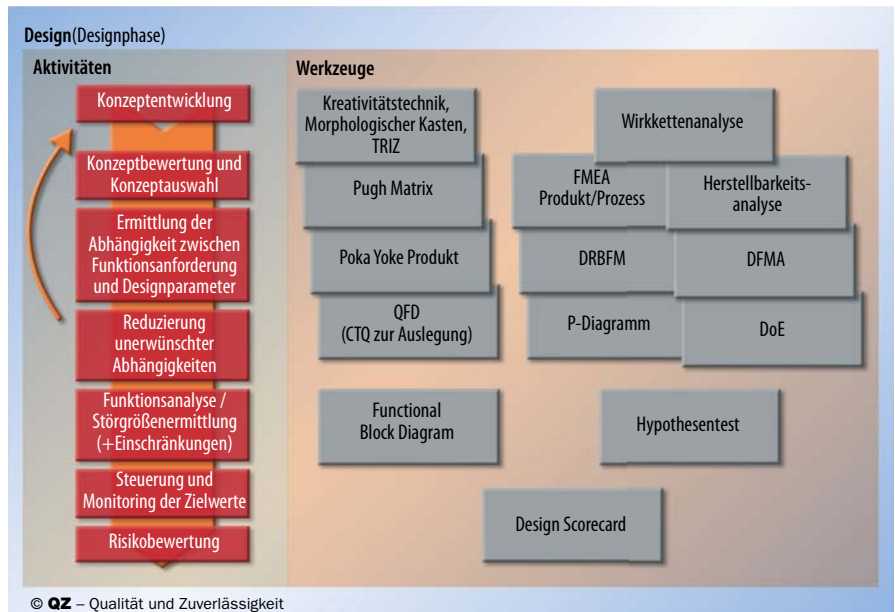 Design(Designphase)
Aktivitäten
Konzeptentwicklung
Konzeptbewertung und
Konzeptauswahl
Ermittlung der
Abhängigkeit zwischen
Funktionsanforderung
und Designparameter
Reduzierung
unerwünschter
Abhängigkeiten
Funktionsanalyse /
Störgrößenermittlung
(+Einschränkungen)
Steuerung und
Monitoring der Zielwerte
Risikobewertung
Werkzeuge
Kreativitätstechnik,
Morphologischer Kasten,
TRIZ
Wirkkettenanalyse
Pugh Matrix
FMEA
Produkt/Prozess
Herstellbarkeits-
analyse
Poka Yoke Produkt
DRBFM
DFMA
QFD
(CTQ zur Auslegung)
P-Diagramm
DoE
Functional
Block Diagram
Hypothesentest
Design Scorecard
© QZ – Qualität und Zuverlässigkeit